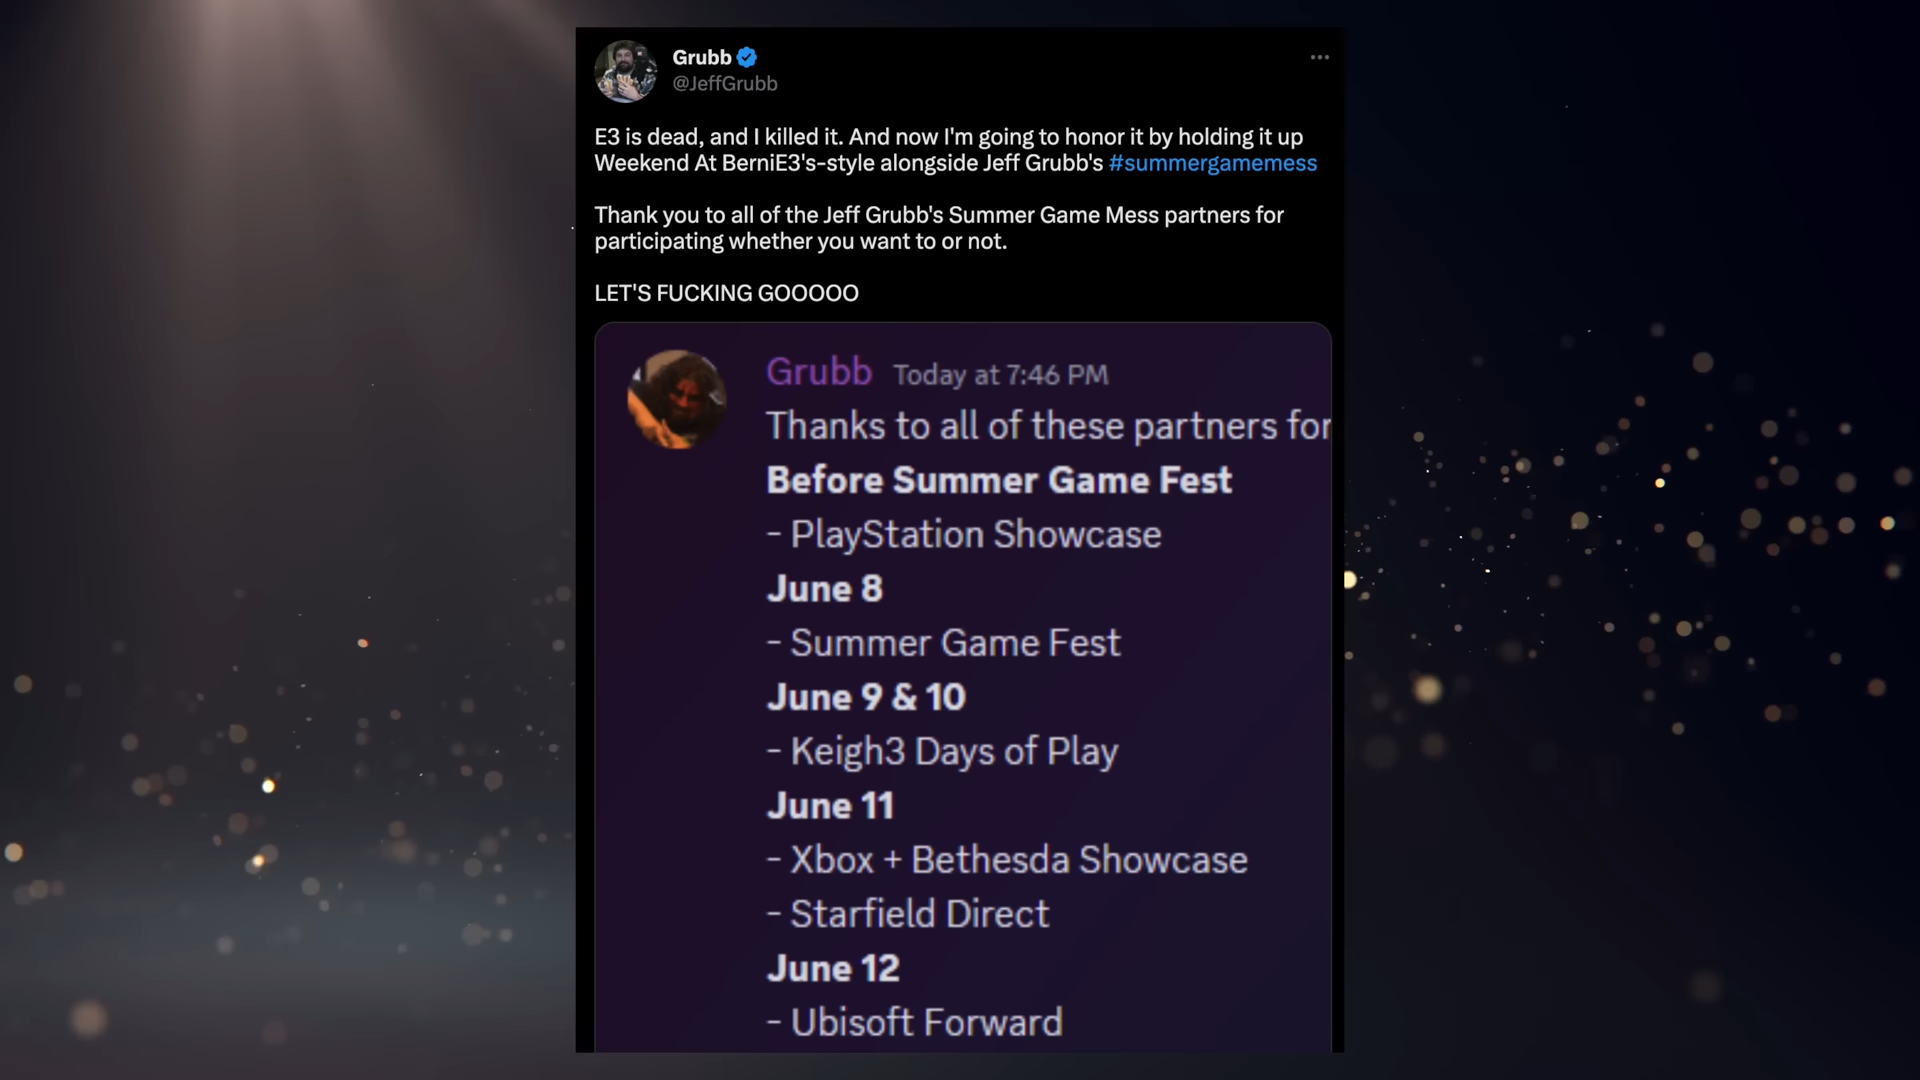 Grubb
@JeffGrubb
E3 is dead, and I killed it. And now I'm going to honor it by holding it up
Weekend At BerniE3's-style alongside Jeff Grubb's #summergamemess
Thank you to all of the Jeff Grubb's Summer Game Mess partners for
participating whether you want to or not.
LET'S FUCKING GOOOOO
Grubb Today at 7:46 PM
Thanks to all of these partners for
Before Summer Game Fest
- PlayStation Showcase
June 8
- Summer Game Fest
June 9 & 10
- Keigh3 Days of Play
June 11
- Xbox + Bethesda Showcase
- Starfield Direct
June 12
- Ubisoft Forward